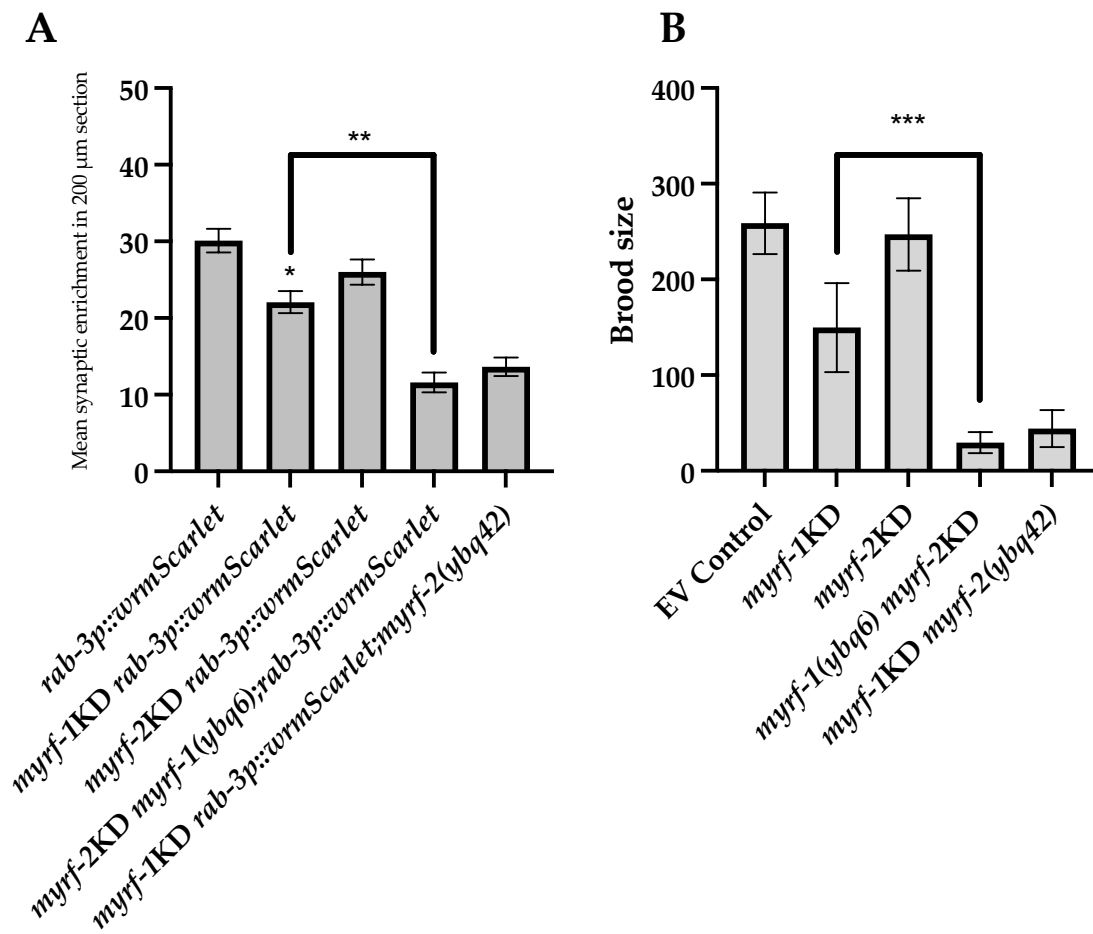 A
Mean synaptic enrichment in 200 μm section
50
40
30
20
10
0
**
*
rab-3p::wrmScarlet
myrf-1KD rab-3p::wrmScarlet
myrf-2KD rab-3p::wrmScarlet
myrf-2KD myrf-1(ybq6);rab-3p::wrmScarlet
myrf-1KD rab-3p::wrmScarlet;myrf-2(ybq42)
B
Brood size
400
300
200
100
0
***
EV Control
myrf-1KD
myrf-2KD
myrf-1(ybq6) myrf-2KD
myrf-1KD myrf-2(ybq42)